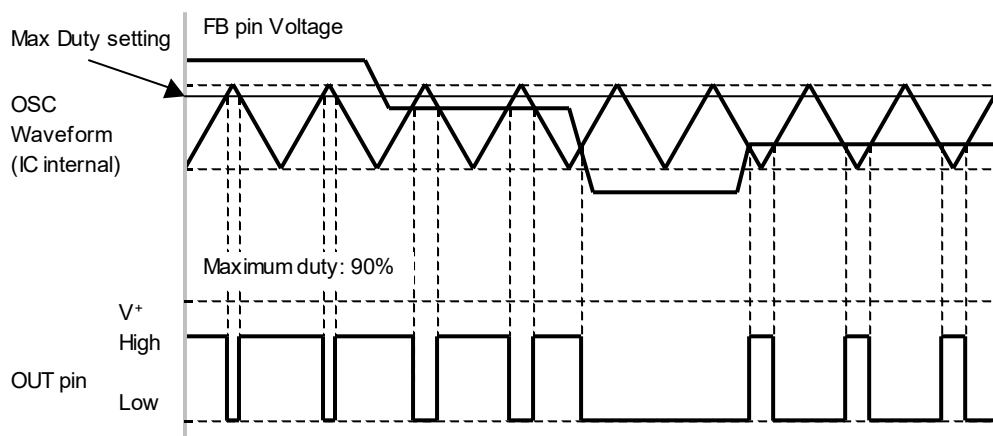 FB pin Voltage
Max Duty setting
OSC
Waveform
(IC internal)
Maximum duty: 90%
V⁺
High
OUT pin
Low